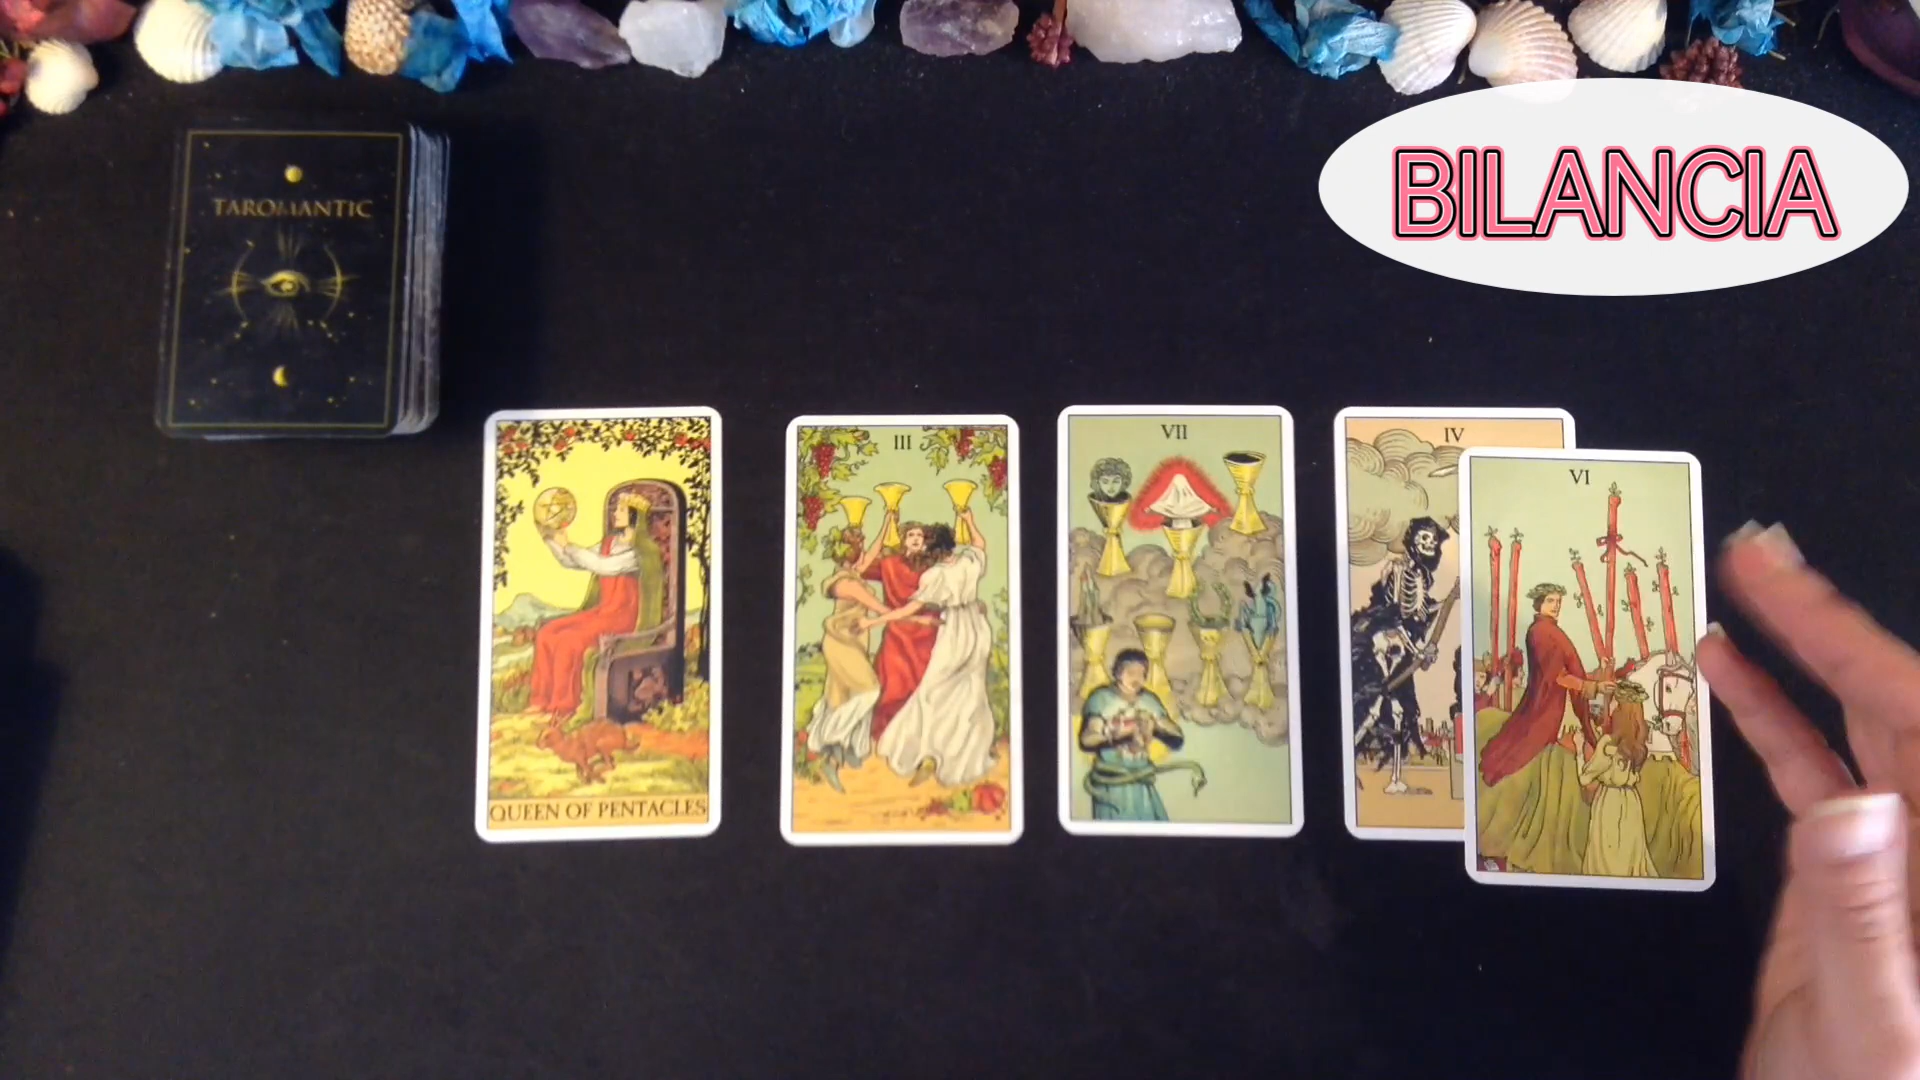 BILANCIA
TAROMANTIC
QUEEN OF PENTACLES
III
VII
IV
VI